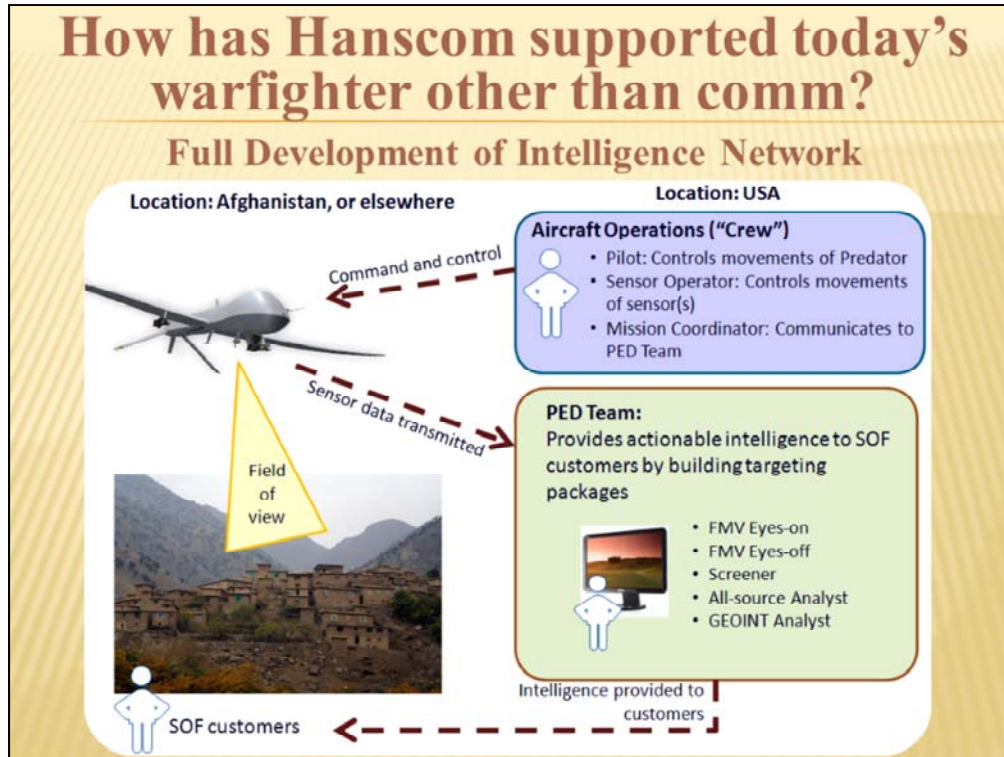 How has Hanscom supported today's
warfighter other than comm?
Full Development of Intelligence Network
Location: Afghanistan, or elsewhere
Location: USA
Aircraft Operations ("Crew")
• Pilot: Controls movements of Predator
• Sensor Operator: Controls movements
of sensor(s)
• Mission Coordinator: Communicates to
PED Team
Command and control
Sensor data transmitted
PED Team:
Provides actionable intelligence to SOF
customers by building targeting
packages
• FMV Eyes-on
• FMV Eyes-off
• Screener
• All-source Analyst
• GEOINT Analyst
Field
of
view
Intelligence provided to
customers
SOF customers